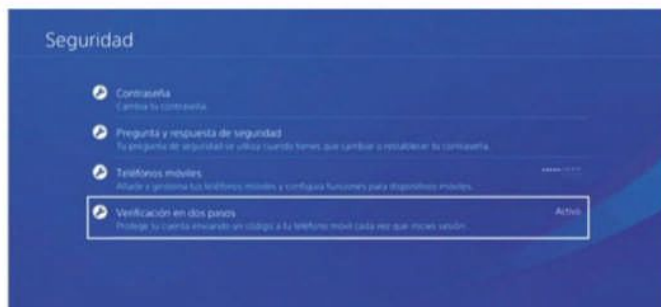 Seguridad
Contraseña
Cambia tu contraseña.
Pregunta y respuesta de seguridad
Tu pregunta de seguridad se utiliza cuando tienes que cambiar o restablecer tu contraseña.
Teléfonos móviles
Añade y gestiona tus teléfonos móviles y configura funciones para dispositivos móviles.
Verificación en dos pasos
Activo
Protege tu cuenta enviando un código a tu teléfono móvil cada vez que inicies sesión.